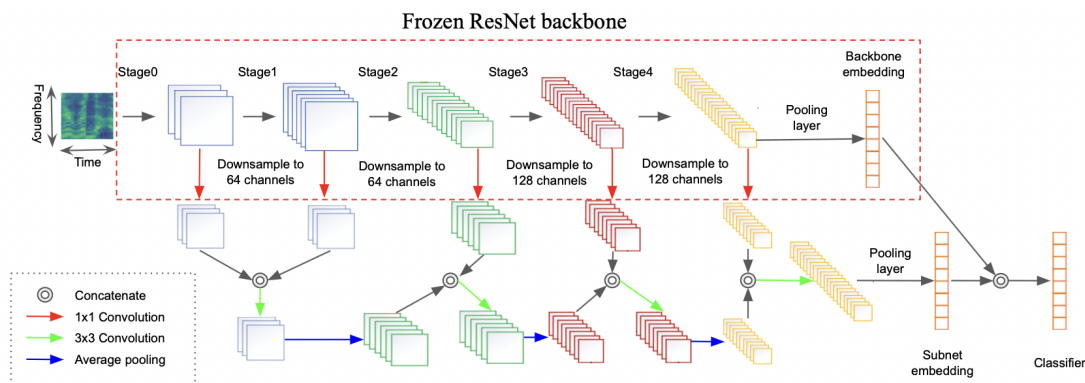 Frozen ResNet backbone
Stage0
Stage1
Stage2
Stage3
Stage4
Backbone
embedding
Frequency
Time
Pooling
layer
Downsample to
64 channels
Downsample to
64 channels
Downsample to
128 channels
Downsample to
128 channels
Pooling
layer
Concatenate
1x1 Convolution
3x3 Convolution
Average pooling
Subnet
embedding
Classifier